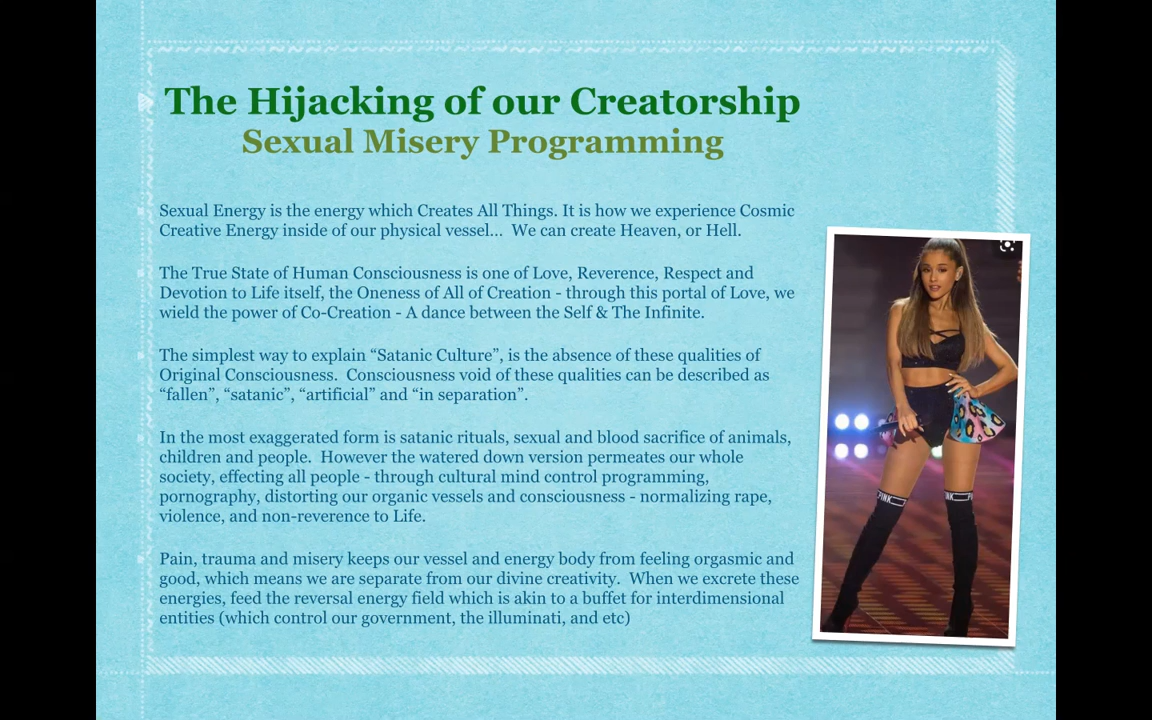 The Hijacking of our Creatorship
Sexual Misery Programming
Sexual Energy is the energy which Creates All Things. It is how we experience Cosmic
Creative Energy inside of our physical vessel... We can create Heaven, or Hell.
The True State of Human Consciousness is one of Love, Reverence, Respect and
Devotion to Life itself, the Oneness of All of Creation - through this portal of Love, we
wield the power of Co-Creation - A dance between the Self & The Infinite.
The simplest way to explain “Satanic Culture”, is the absence of these qualities of
Original Consciousness. Consciousness void of these qualities can be described as
“fallen”, “satanic”, “artificial” and “in separation”.
In the most exaggerated form is satanic rituals, sexual and blood sacrifice of animals,
children and people. However the watered down version permeates our whole
society, effecting all people - through cultural mind control programming,
pornography, distorting our organic vessels and consciousness - normalizing rape,
violence, and non-reverence to Life.
Pain, trauma and misery keeps our vessel and energy body from feeling orgasmic and
good, which means we are separate from our divine creativity. When we excrete these
energies, feed the reversal energy field which is akin to a buffet for interdimensional
entities (which control our government, the illuminati, and etc)
PINK
PINK